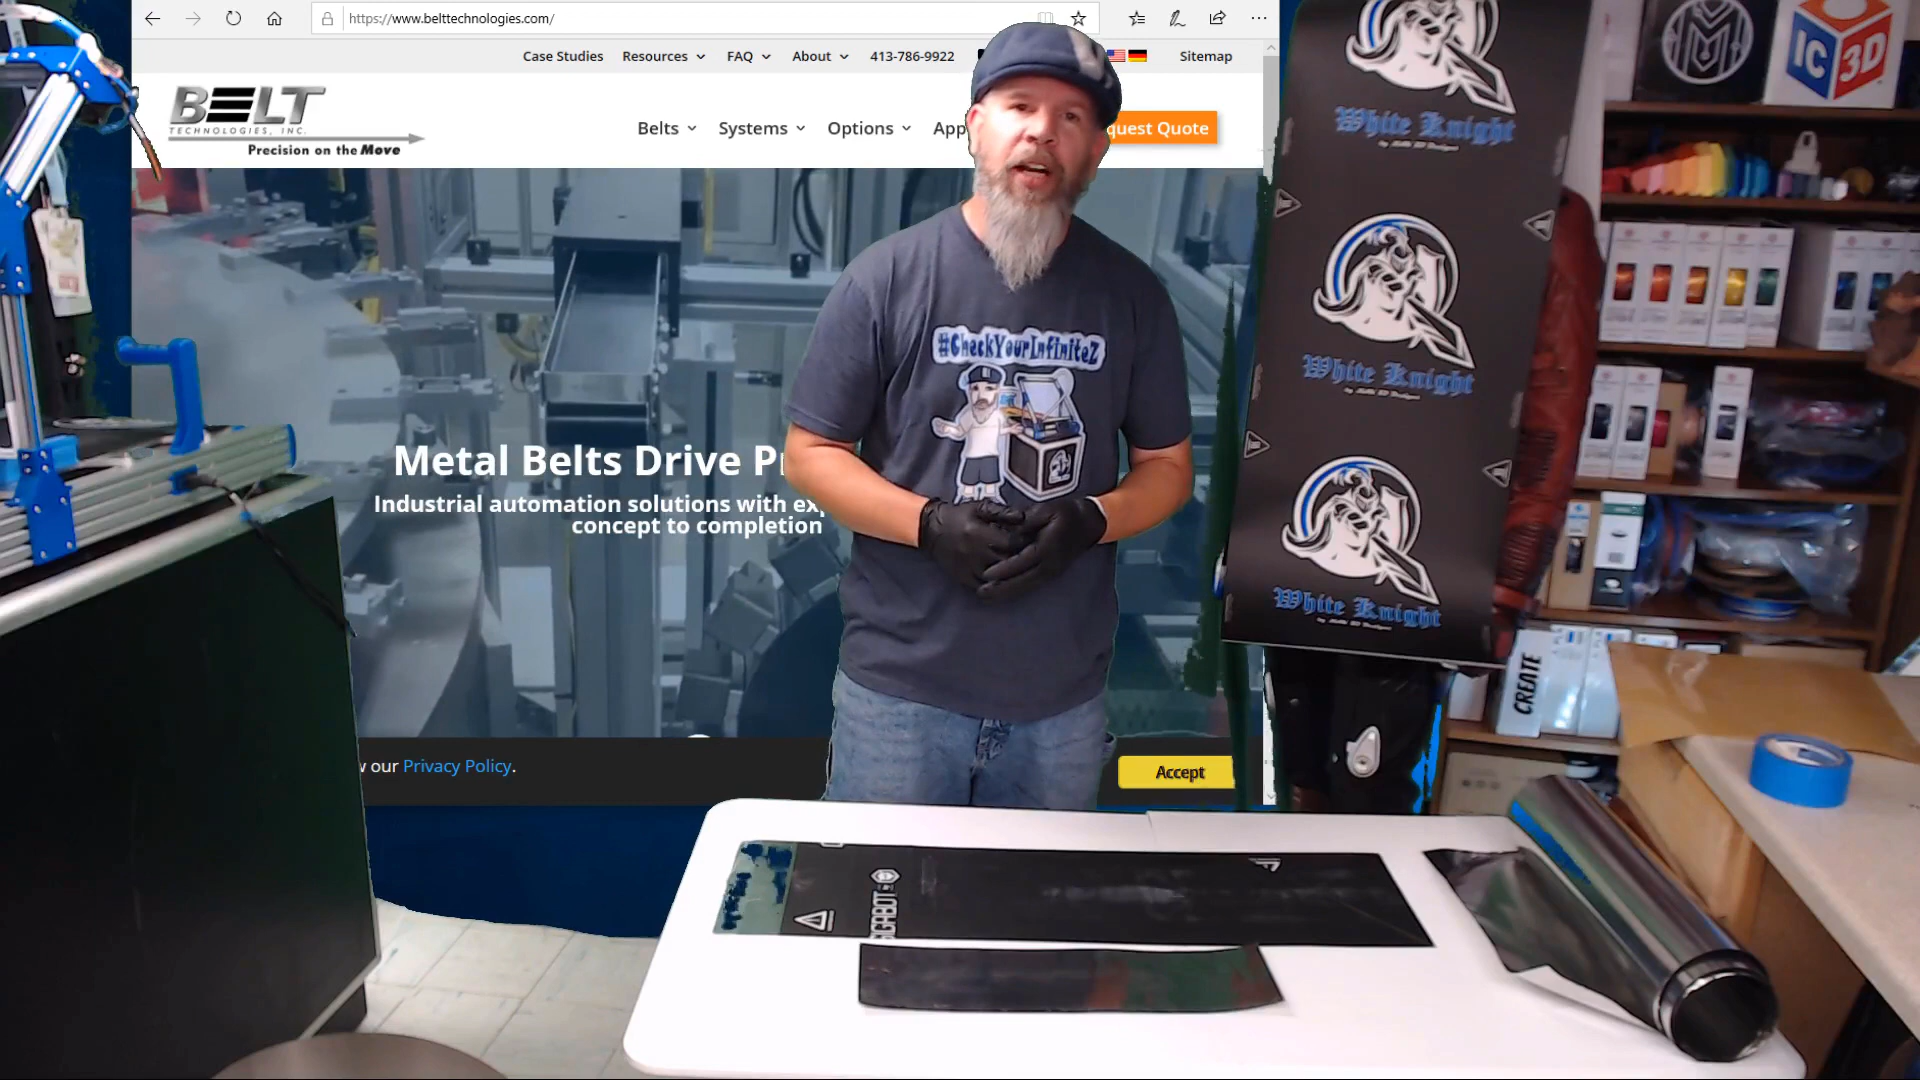 https://www.belttechnologies.com/
Case Studies Resources FAQ About 413-786-9922 Sitemap
BELT
TECHNOLOGIES, INC.
Precision on the Move
Belts Systems Options App
quest Quote
Metal Belts Drive P
Industrial automation solutions with exp
concept to completion
w our Privacy Policy.
Accept
#CheckYourInfiniteZ
White Knight
White Knight
White Knight
IC3D
CREATE
GIGABOT